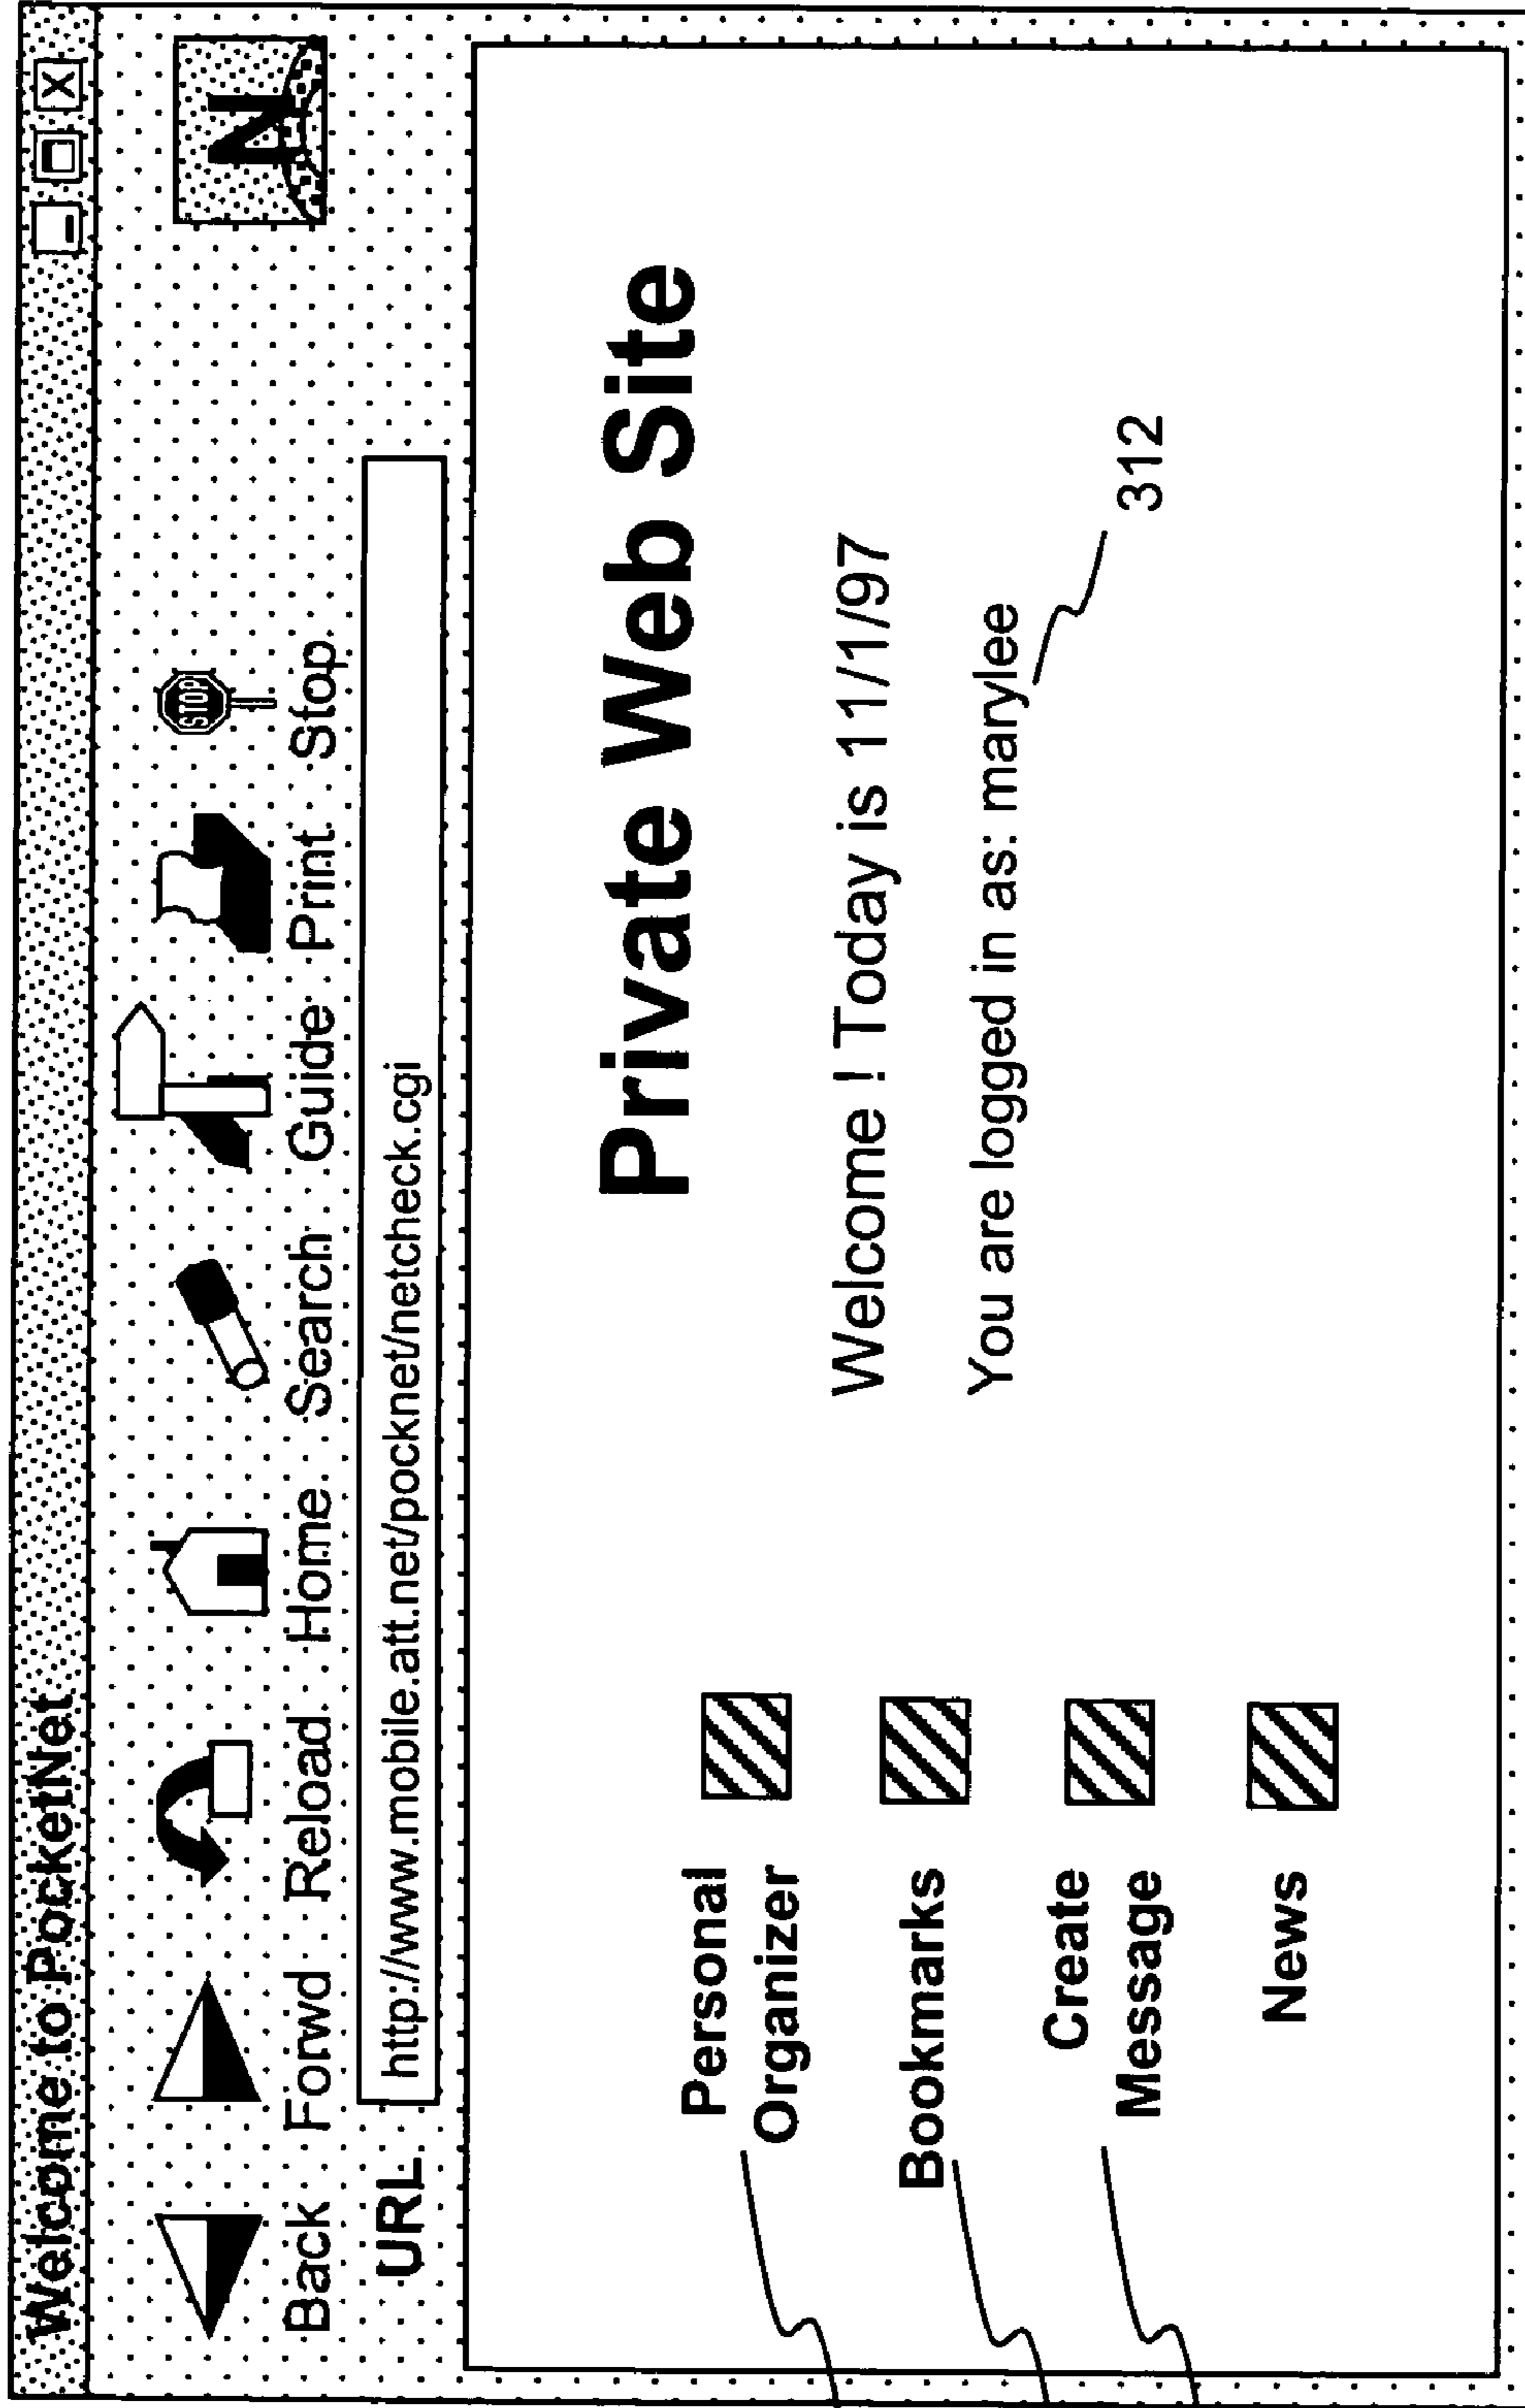 Welcome to PocketNet
X
N
STOP
Back Forwd Reload Home Search Guide Print Stop
URL http://www.mobile.att.net/pocknet/netcheck.cgi
Private Web Site
Welcome ! Today is 11/1/97
You are logged in as: marylee
312
Personal
Organizer
Bookmarks
Create
Message
News